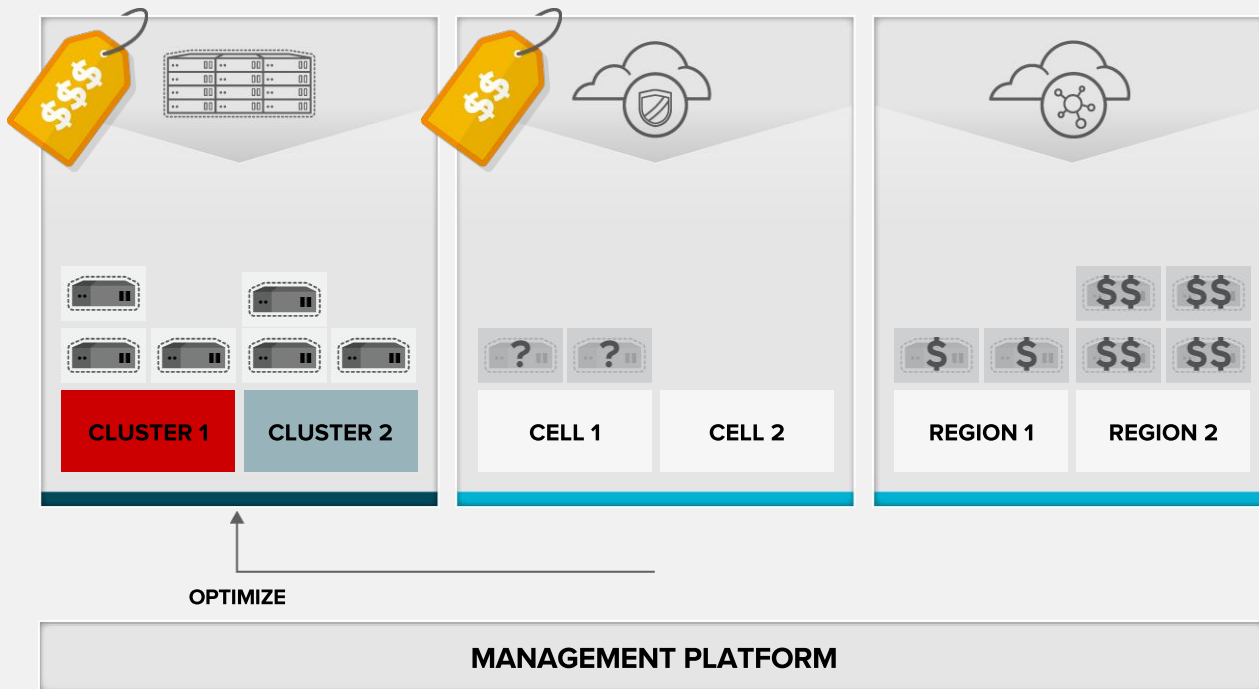 $$$
$$
$$ $$
? ? $ $ $$ $$
CLUSTER 1 CLUSTER 2 CELL 1 CELL 2 REGION 1 REGION 2
OPTIMIZE
MANAGEMENT PLATFORM